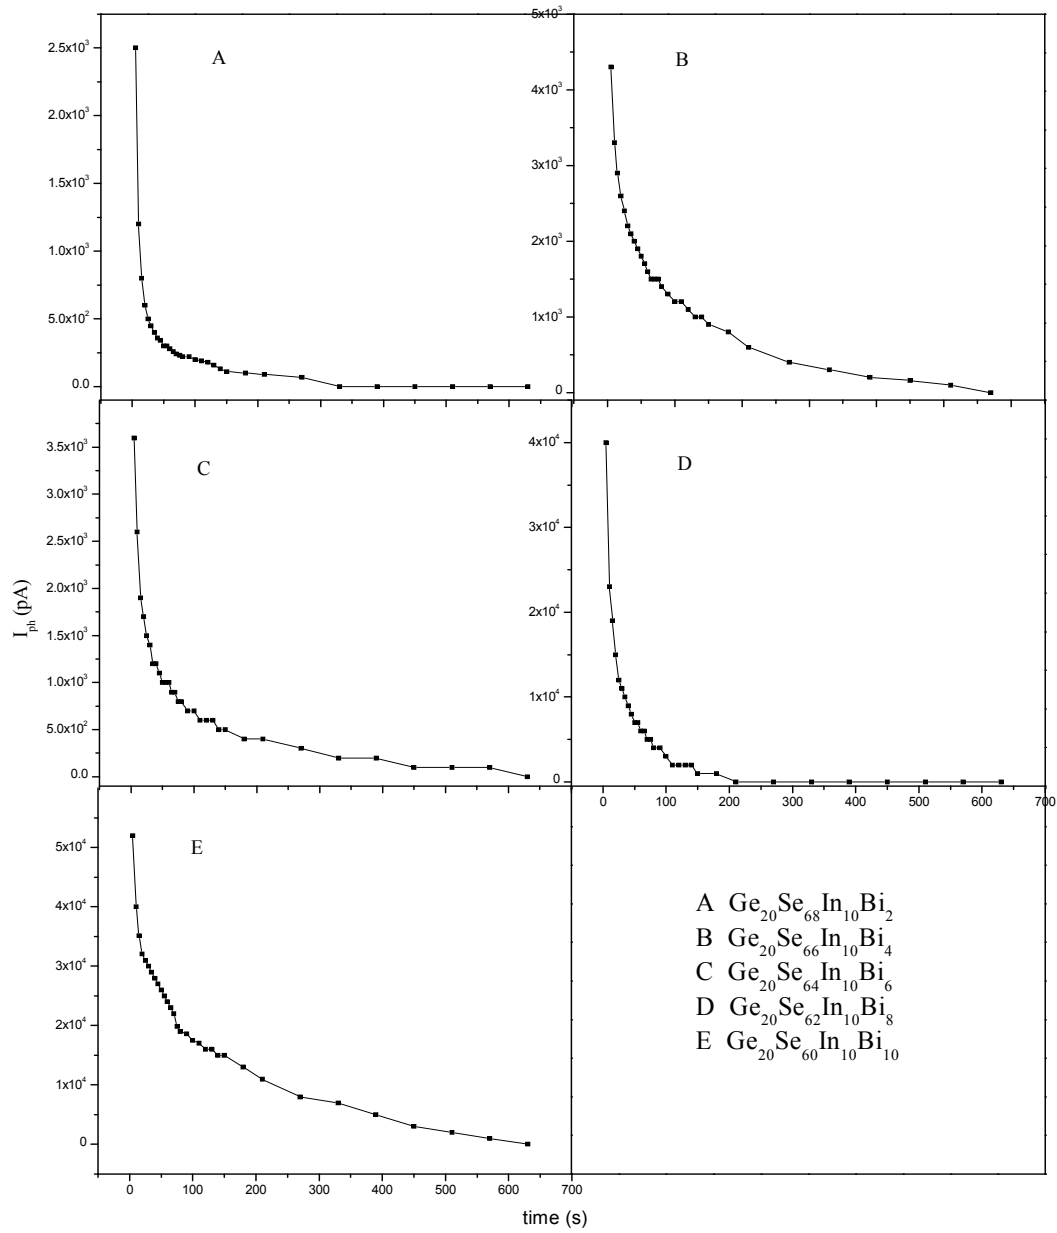 A
2.5x10³
2.0x10³
1.5x10³
1.0x10³
5.0x10²
0.0
B
5x10³
4x10³
3x10³
2x10³
1x10³
0
C
3.5x10³
3.0x10³
2.5x10³
2.0x10³
1.5x10³
1.0x10³
5.0x10²
0.0
I_ph (pA)
D
4x10⁴
3x10⁴
2x10⁴
1x10⁴
0
0 100 200 300 400 500 600 700
E
5x10⁴
4x10⁴
3x10⁴
2x10⁴
1x10⁴
0
0 100 200 300 400 500 600 700
time (s)
A Ge₂₀Se₆₈In₁₀Bi₂
B Ge₂₀Se₆₆In₁₀Bi₄
C Ge₂₀Se₆₄In₁₀Bi₆
D Ge₂₀Se₆₂In₁₀Bi₈
E Ge₂₀Se₆₀In₁₀Bi₁₀